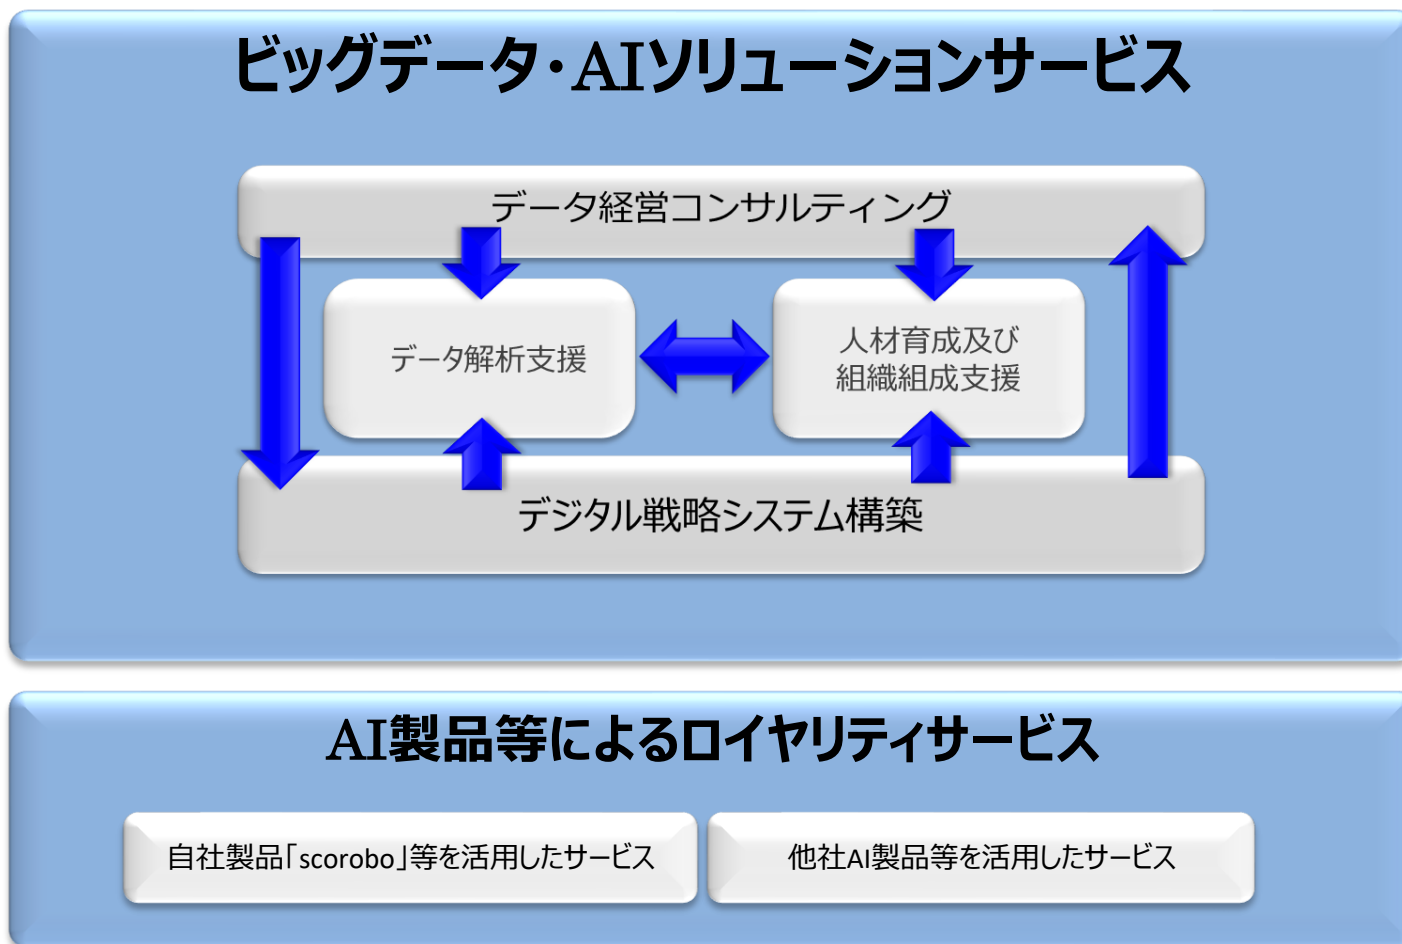 ビッグデータ・AIソリューションサービス
データ経営コンサルティング
データ解析支援
人材育成及び
組織組成支援
デジタル戦略システム構築
AI製品等によるロイヤリティサービス
自社製品「scorobo」等を活用したサービス
他社AI製品等を活用したサービス